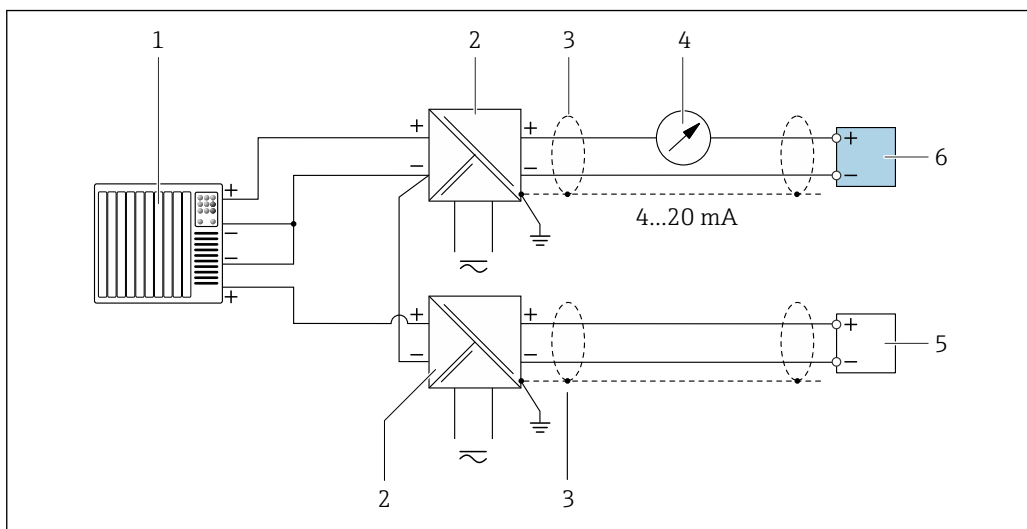 1 2 3 4
+ +
+ +
− −
− 6
+
−
−
+
4...20 mA
+ + +
− − − 5
2 3